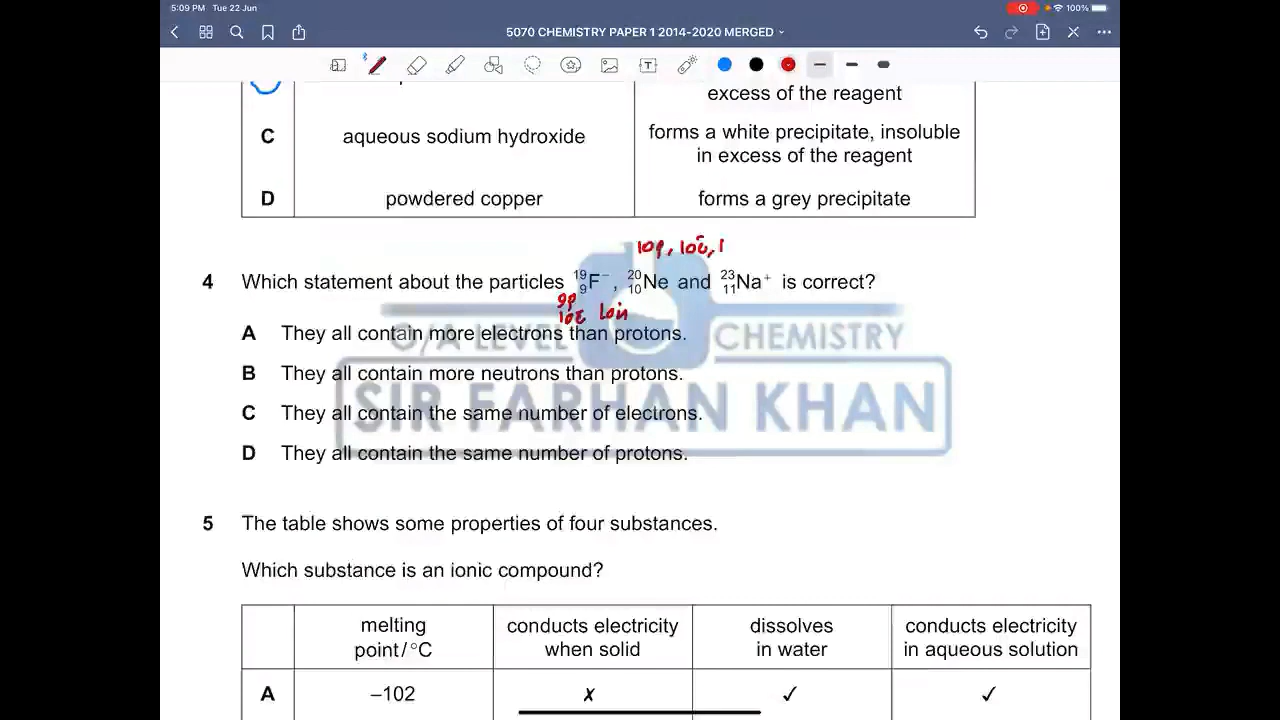 5:09 PM Tue 22 Jun
100%
5070 CHEMISTRY PAPER 1 2014-2020 MERGED
excess of the reagent
C aqueous sodium hydroxide forms a white precipitate, insoluble
in excess of the reagent
D powdered copper forms a grey precipitate
10p, 10e, 1
4 Which statement about the particles ¹⁹₉F⁻, ²⁰₁₀Ne and ²³₁₁Na⁺ is correct?
9p
10e 10n
A They all contain more electrons than protons.
O/A LEVEL CHEMISTRY
B They all contain more neutrons than protons.
SIR FARHAN KHAN
C They all contain the same number of electrons.
D They all contain the same number of protons.
5 The table shows some properties of four substances.
Which substance is an ionic compound?
melting conducts electricity dissolves conducts electricity
point/°C when solid in water in aqueous solution
A –102 ✗ ✓ ✓